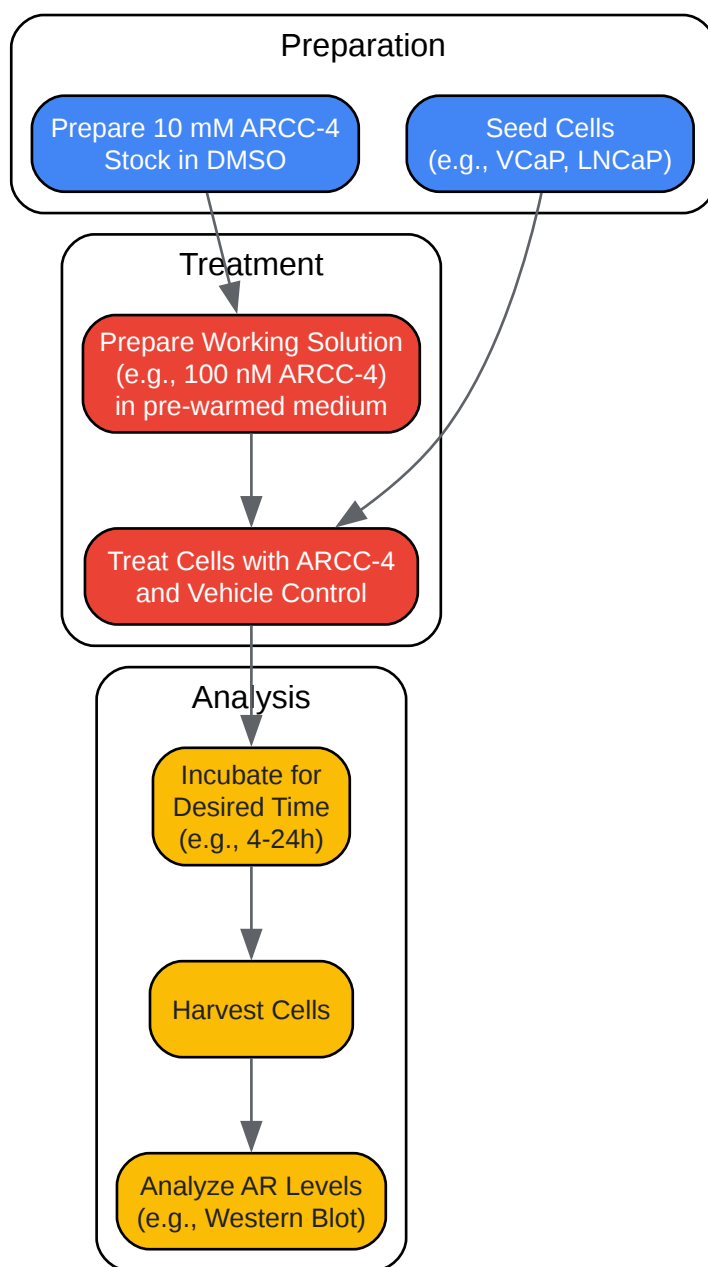 Preparation
Prepare 10 mM ARCC-4
Stock in DMSO
Seed Cells
(e.g., VCaP, LNCaP)
Treatment
Prepare Working Solution
(e.g., 100 nM ARCC-4)
in pre-warmed medium
Treat Cells with ARCC-4
and Vehicle Control
Analysis
Incubate for
Desired Time
(e.g., 4-24h)
Harvest Cells
Analyze AR Levels
(e.g., Western Blot)